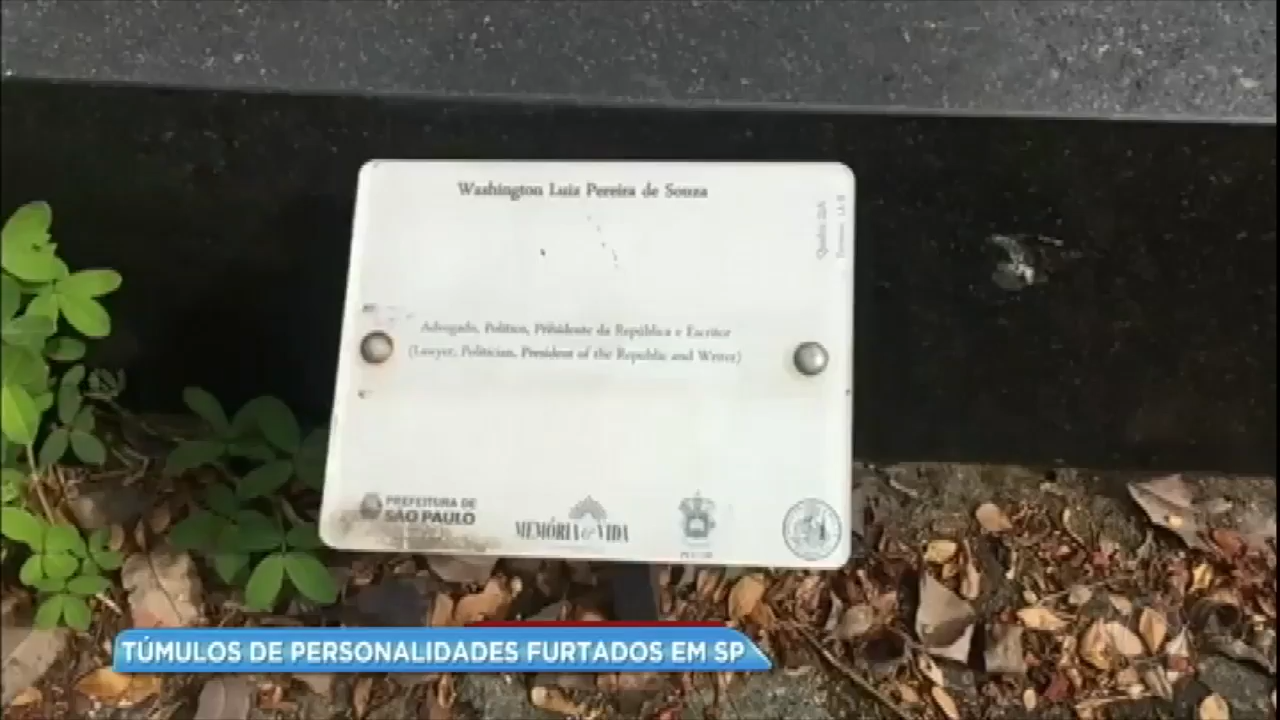 Washington Luiz Pereira de Souza
Advogado, Político, Presidente da República e Escritor
(Lawyer, Politician, President of the Republic and Writer)
PREFEITURA DE
SÃO PAULO
MEMÓRIA & VIDA
TÚMULOS DE PERSONALIDADES FURTADOS EM SP